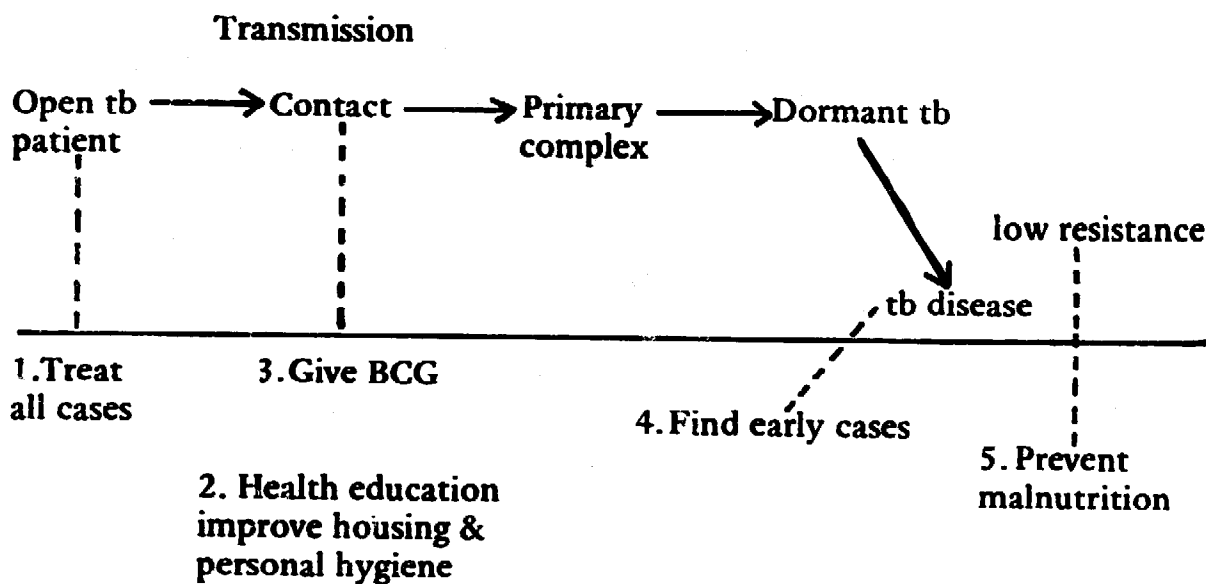 Transmission
Open tb
patient
Contact
Primary
complex
Dormant tb
low resistance
tb disease
1.Treat
all cases
3.Give BCG
4.Find early cases
5. Prevent
malnutrition
2. Health education
improve housing &
personal hygiene